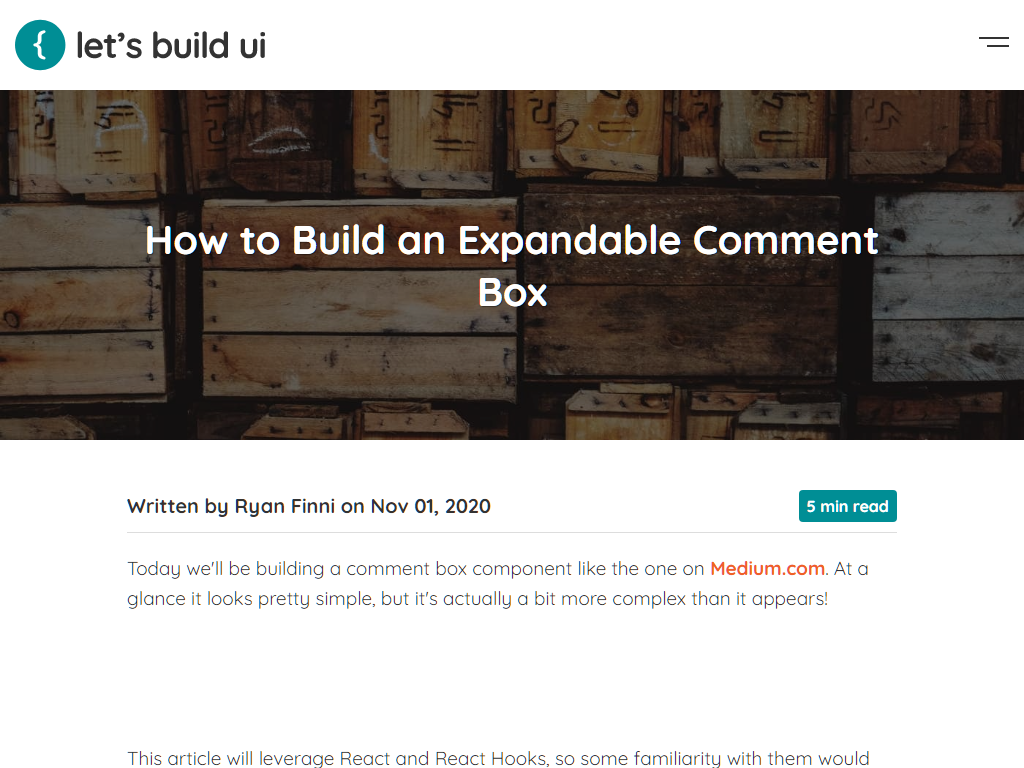 { let’s build ui
How to Build an Expandable Comment
Box
Written by Ryan Finni on Nov 01, 2020
5 min read
Today we'll be building a comment box component like the one on Medium.com. At a
glance it looks pretty simple, but it's actually a bit more complex than it appears!
This article will leverage React and React Hooks, so some familiarity with them would